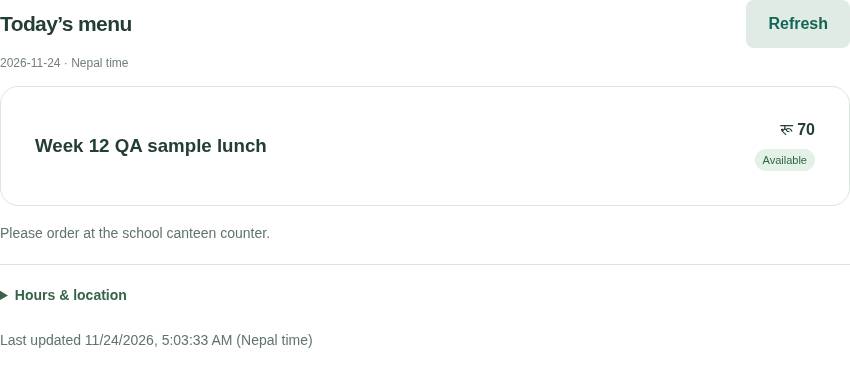 Today’s menu
Refresh
2026-11-24 · Nepal time
Week 12 QA sample lunch
रू 70
Available
Please order at the school canteen counter.
Hours & location
Last updated 11/24/2026, 5:03:33 AM (Nepal time)